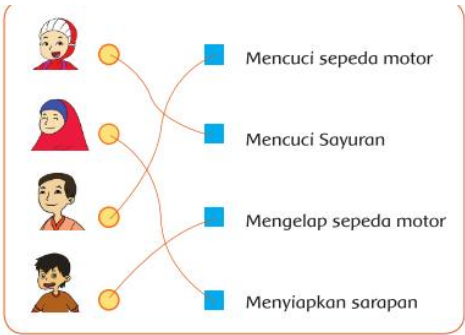 Mencuci sepeda motor
Mencuci Sayuran
Mengelap sepeda motor
Menyiapkan sarapan